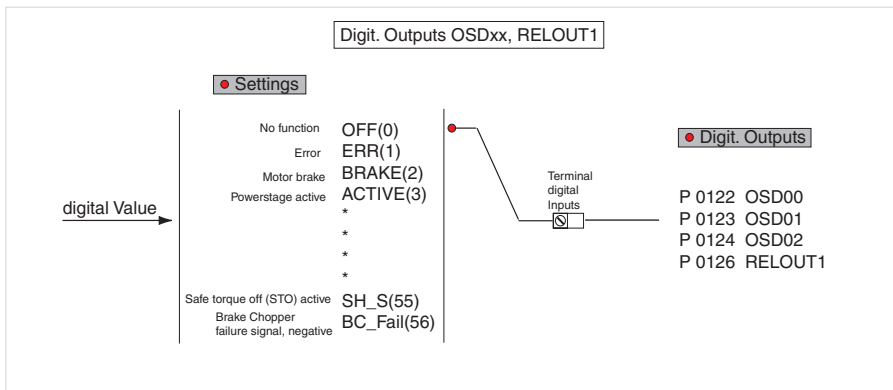 Digit. Outputs OSDxx, RELOUT1
Settings
No function OFF(0)
Error ERR(1)
Motor brake BRAKE(2)
Powerstage active ACTIVE(3)
*
*
*
*
Safe torque off (STO) active SH_S(55)
Brake Chopper
failure signal, negative BC_Fail(56)
digital Value
Terminal
digital
Inputs
Digit. Outputs
P 0122 OSD00
P 0123 OSD01
P 0124 OSD02
P 0126 RELOUT1